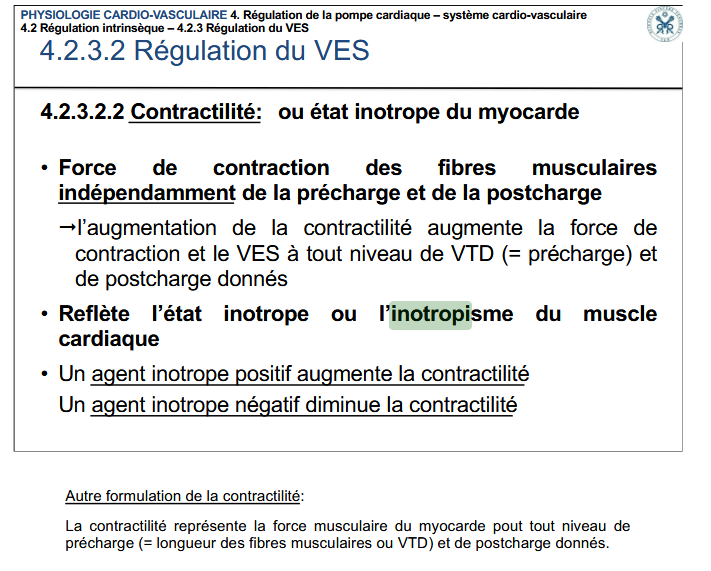 PHYSIOLOGIE CARDIO-VASCULAIRE 4. Régulation de la pompe cardiaque – système cardio-vasculaire
4.2 Régulation intrinsèque – 4.2.3 Régulation du VES
4.2.3.2 Régulation du VES
4.2.3.2.2 Contractilité: ou état inotrope du myocarde
• Force de contraction des fibres musculaires
indépendamment de la précharge et de la postcharge
→l’augmentation de la contractilité augmente la force de
contraction et le VES à tout niveau de VTD (= précharge) et
de postcharge donnés
• Reflète l’état inotrope ou l’inotropisme du muscle
cardiaque
• Un agent inotrope positif augmente la contractilité
Un agent inotrope négatif diminue la contractilité
Autre formulation de la contractilité:
La contractilité représente la force musculaire du myocarde pout tout niveau de
précharge (= longueur des fibres musculaires ou VTD) et de postcharge donnés.